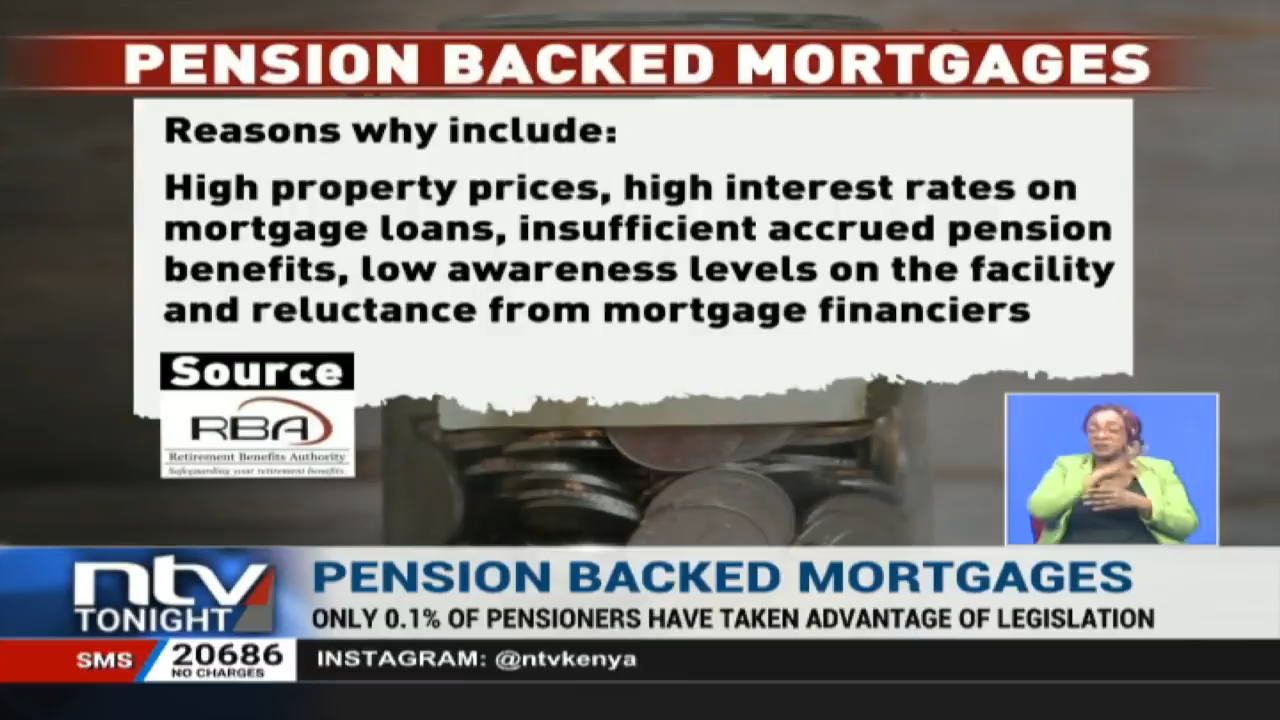 PENSION BACKED MORTGAGES
Reasons why include:
High property prices, high interest rates on
mortgage loans, insufficient accrued pension
benefits, low awareness levels on the facility
and reluctance from mortgage financiers
Source
RBA
Retirement Benefits Authority
Safeguarding your retirement benefits.
ntv
TONIGHT
PENSION BACKED MORTGAGES
ONLY 0.1% OF PENSIONERS HAVE TAKEN ADVANTAGE OF LEGISLATION
SMS
20686
NO CHARGES
INSTAGRAM: @ntvkenya